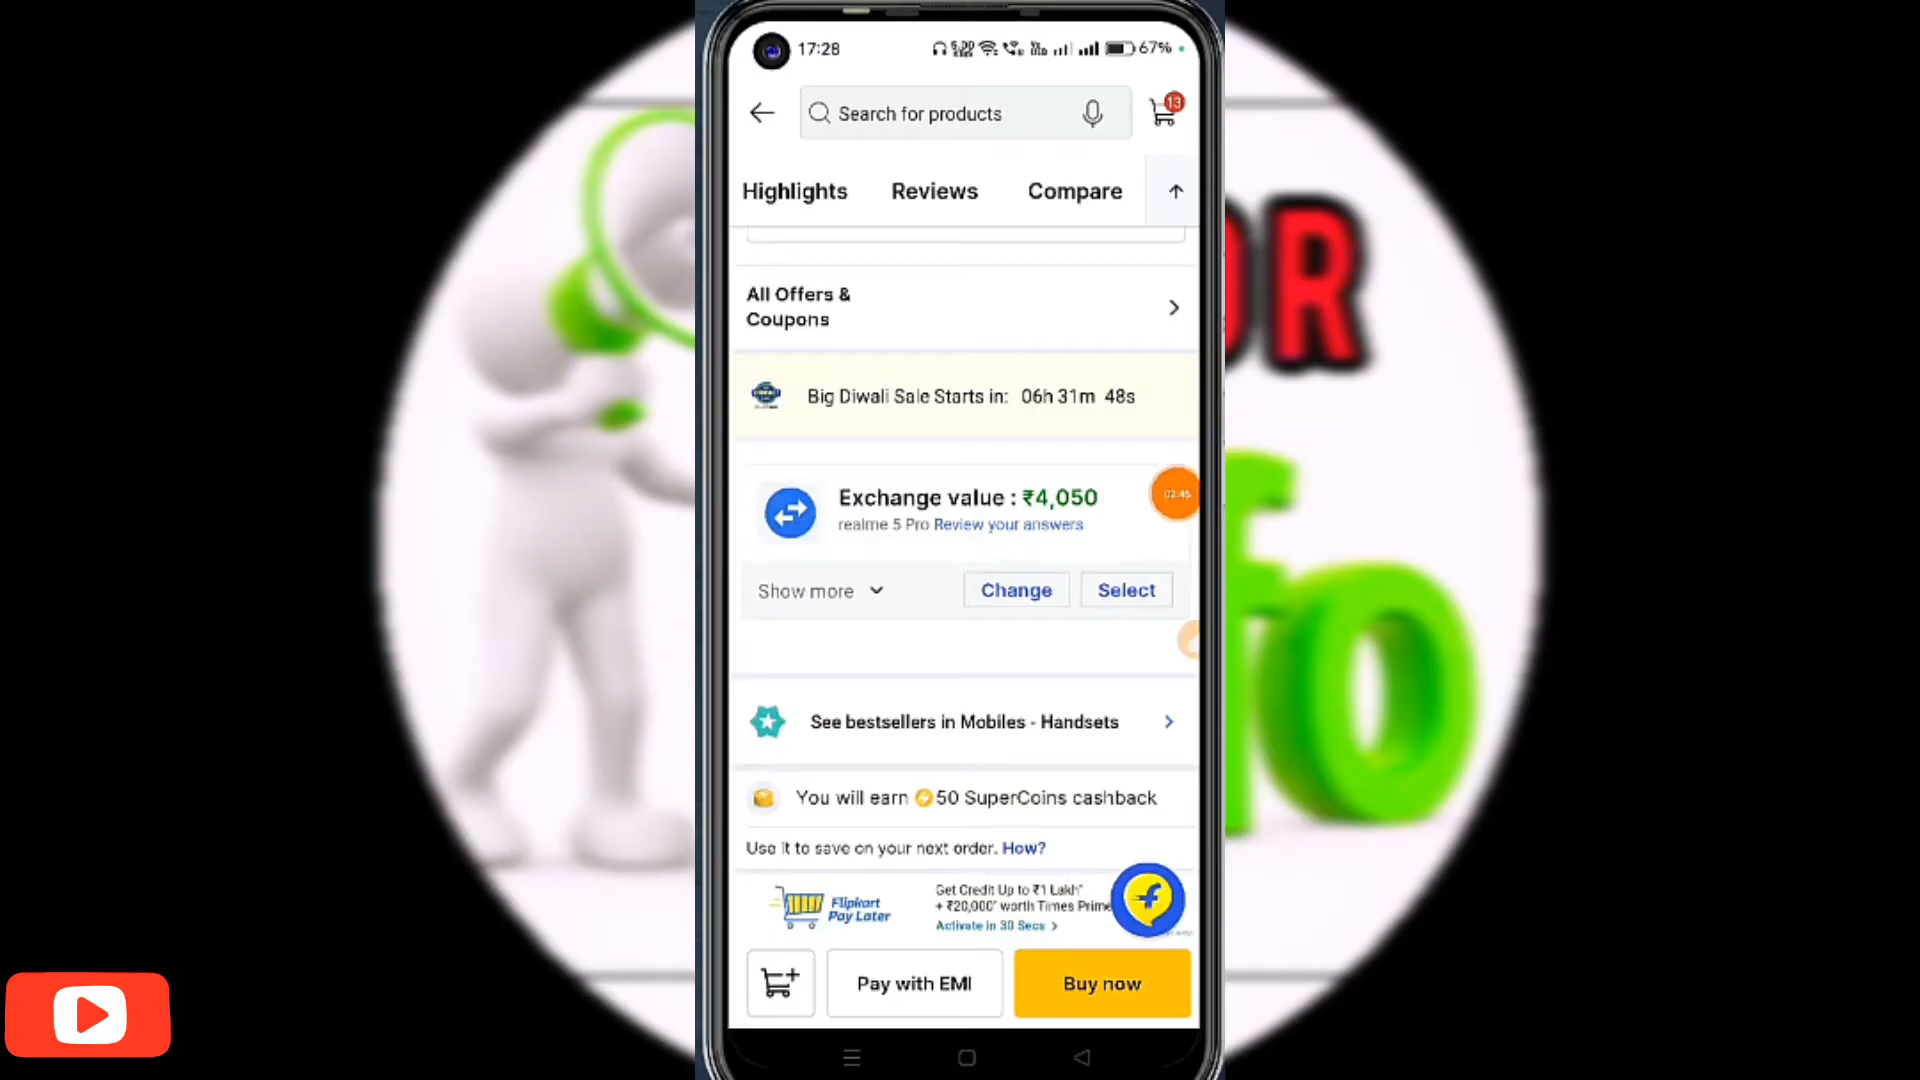 17:28
67%
Search for products
13
Highlights
Reviews
Compare
OR
All Offers &
Coupons
Big Diwali Sale Starts in: 06h 31m 48s
Exchange value : ₹4,050
realme 5 Pro Review your answers
02:45
Show more
Change
Select
fo
See bestsellers in Mobiles - Handsets
You will earn 50 SuperCoins cashback
Use it to save on your next order. How?
Flipkart
Pay Later
Get Credit Up to ₹1 Lakh*
+ ₹20,000* worth Times Prime
Activate in 30 Secs >
Pay with EMI
Buy now